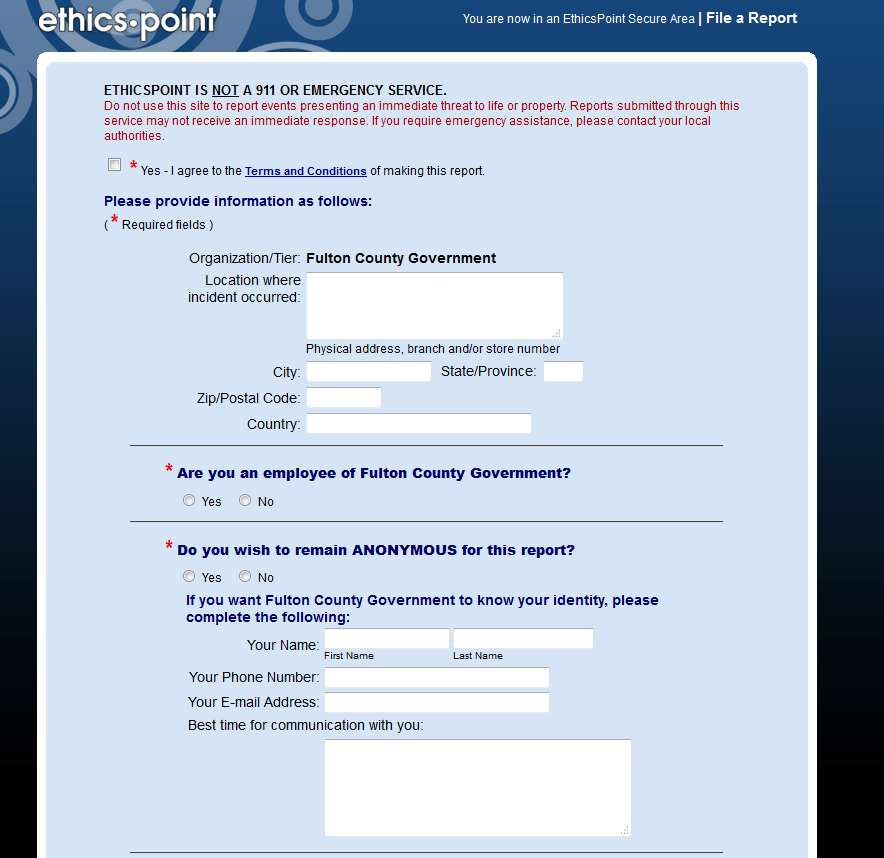 ethics·point
You are now in an EthicsPoint Secure Area | File a Report
ETHICSPOINT IS NOT A 911 OR EMERGENCY SERVICE.
Do not use this site to report events presenting an immediate threat to life or property. Reports submitted through this
service may not receive an immediate response. If you require emergency assistance, please contact your local
authorities.
* Yes - I agree to the Terms and Conditions of making this report.
Please provide information as follows:
( * Required fields )
Organization/Tier: Fulton County Government
Location where
incident occurred:
Physical address, branch and/or store number
City: State/Province:
Zip/Postal Code:
Country:
* Are you an employee of Fulton County Government?
Yes No
* Do you wish to remain ANONYMOUS for this report?
Yes No
If you want Fulton County Government to know your identity, please
complete the following:
Your Name:
First Name Last Name
Your Phone Number:
Your E-mail Address:
Best time for communication with you: